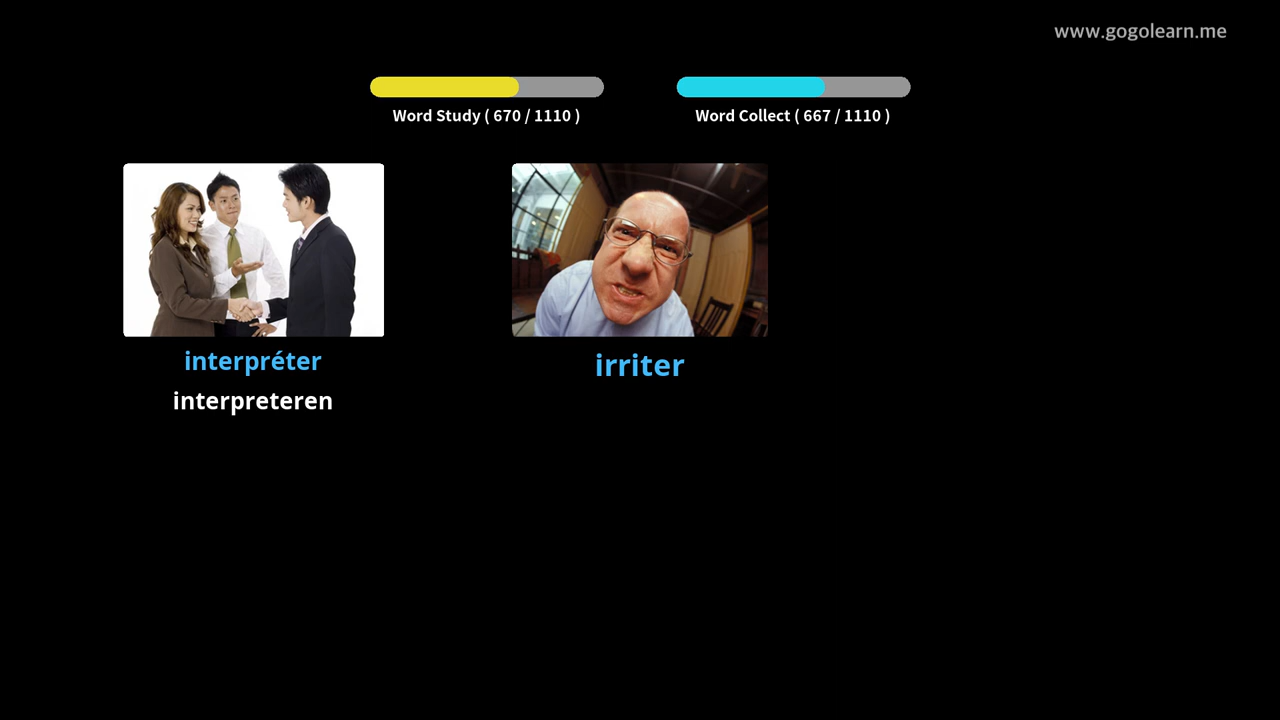 www.gogolearn.me
Word Study ( 670 / 1110 )
Word Collect ( 667 / 1110 )
interpréter
interpreteren
irriter